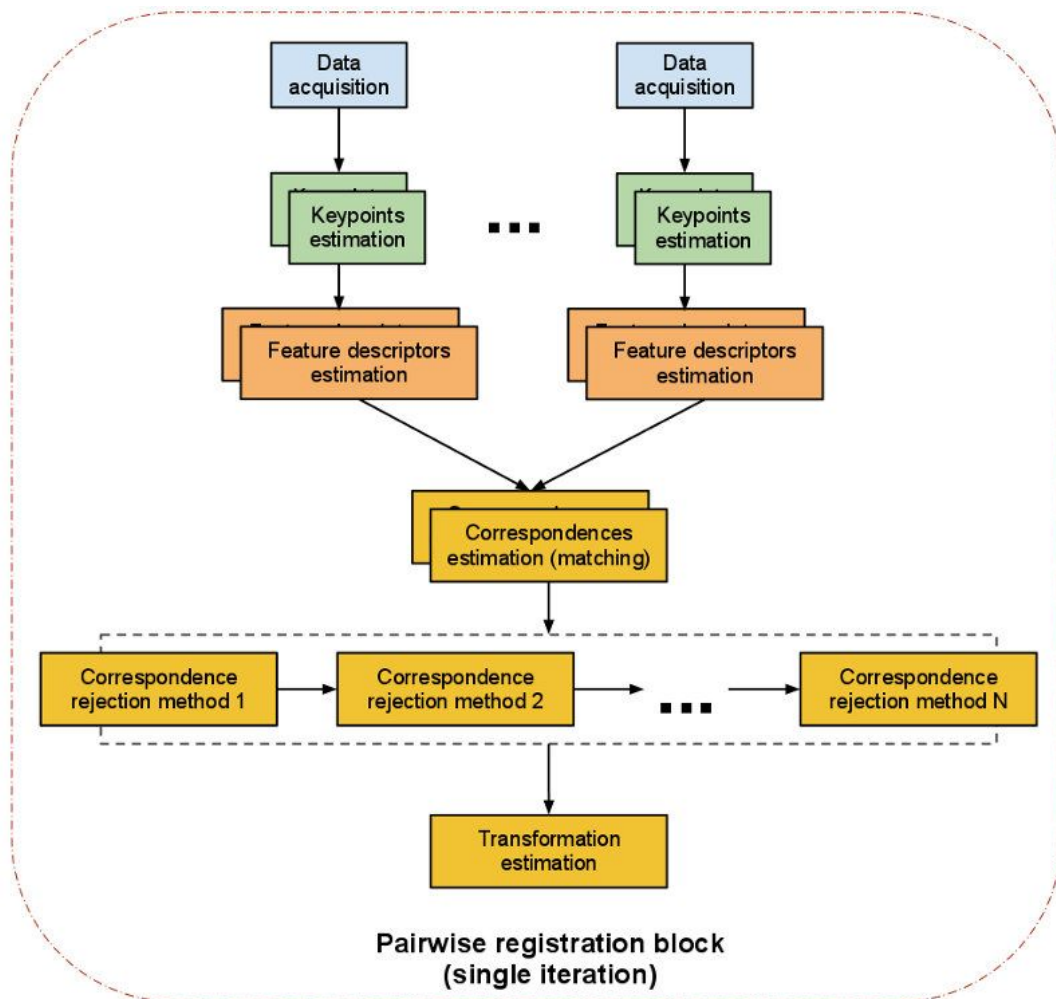 Data
acquisition
Data
acquisition
Keypoints
estimation
Keypoints
estimation
Feature descriptors
estimation
Feature descriptors
estimation
Correspondences
estimation (matching)
Correspondence
rejection method 1
Correspondence
rejection method 2
Correspondence
rejection method N
Transformation
estimation
Pairwise registration block
(single iteration)